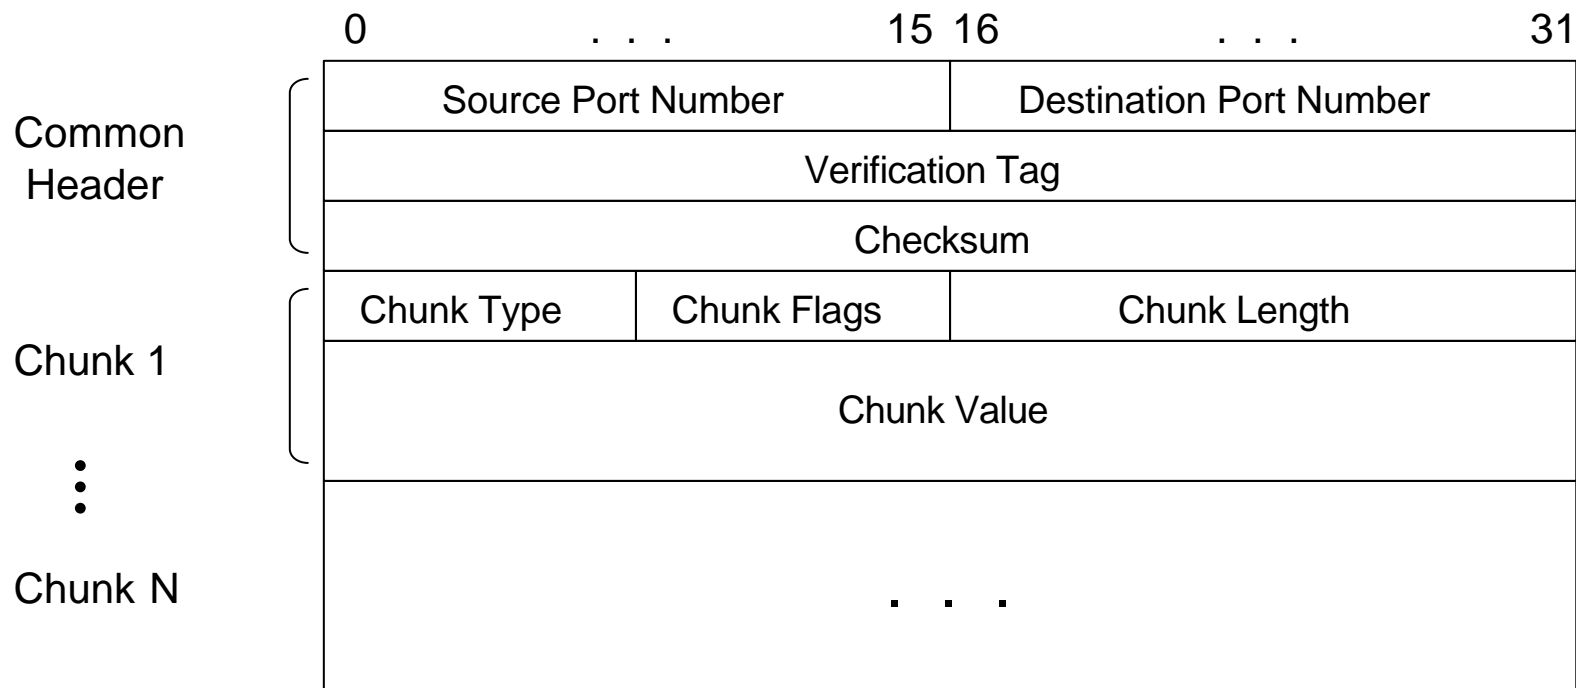 0 . . . 15 16 . . . 31
Common
Header
Source Port Number Destination Port Number
Verification Tag
Checksum
Chunk 1
Chunk Type Chunk Flags Chunk Length
Chunk Value
Chunk N
. . .